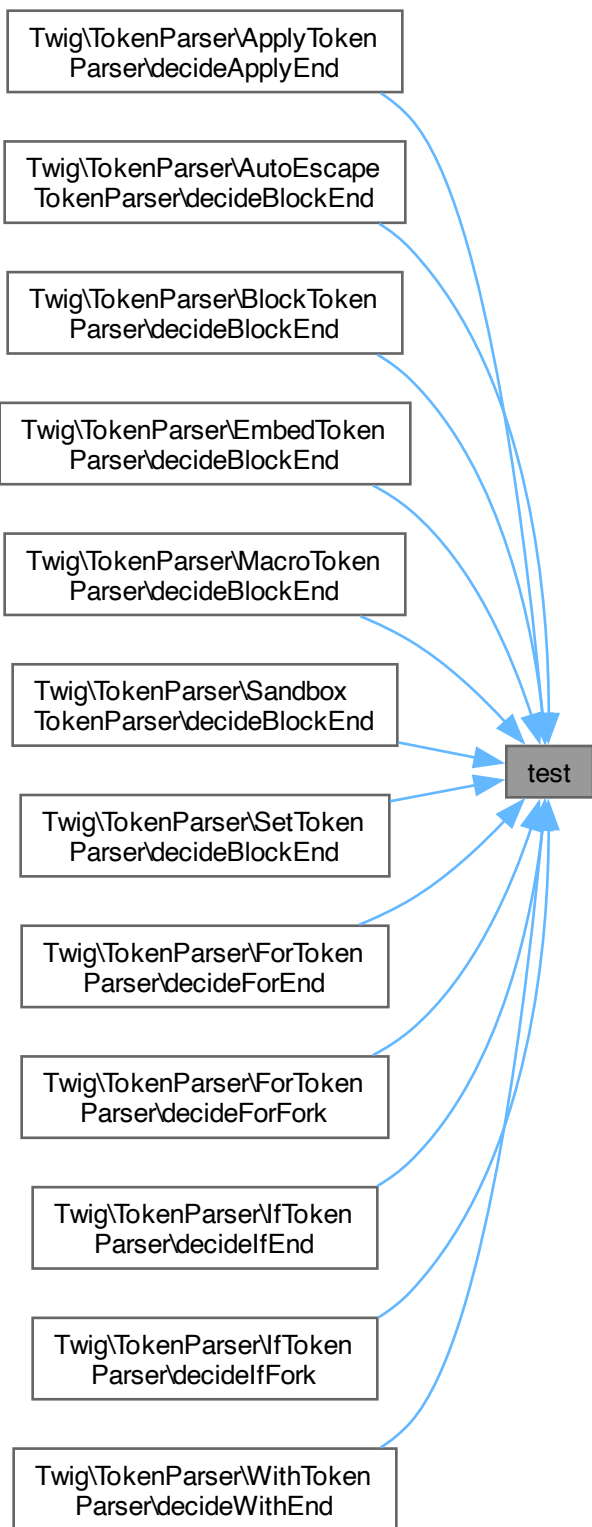 Twig\TokenParser\ApplyToken
Parser\decideApplyEnd
Twig\TokenParser\AutoEscape
TokenParser\decideBlockEnd
Twig\TokenParser\BlockToken
Parser\decideBlockEnd
Twig\TokenParser\EmbedToken
Parser\decideBlockEnd
Twig\TokenParser\MacroToken
Parser\decideBlockEnd
Twig\TokenParser\Sandbox
TokenParser\decideBlockEnd
test
Twig\TokenParser\SetToken
Parser\decideBlockEnd
Twig\TokenParser\ForToken
Parser\decideForEnd
Twig\TokenParser\ForToken
Parser\decideForFork
Twig\TokenParser\IfToken
Parser\decideIfEnd
Twig\TokenParser\IfToken
Parser\decideIfFork
Twig\TokenParser\WithToken
Parser\decideWithEnd